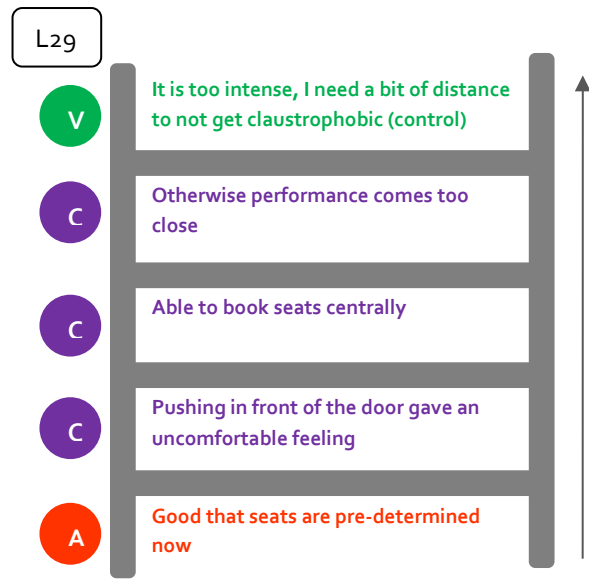 L29
V
It is too intense, I need a bit of distance
to not get claustrophobic (control)
C
Otherwise performance comes too
close
C
Able to book seats centrally
C
Pushing in front of the door gave an
uncomfortable feeling
A
Good that seats are pre-determined
now